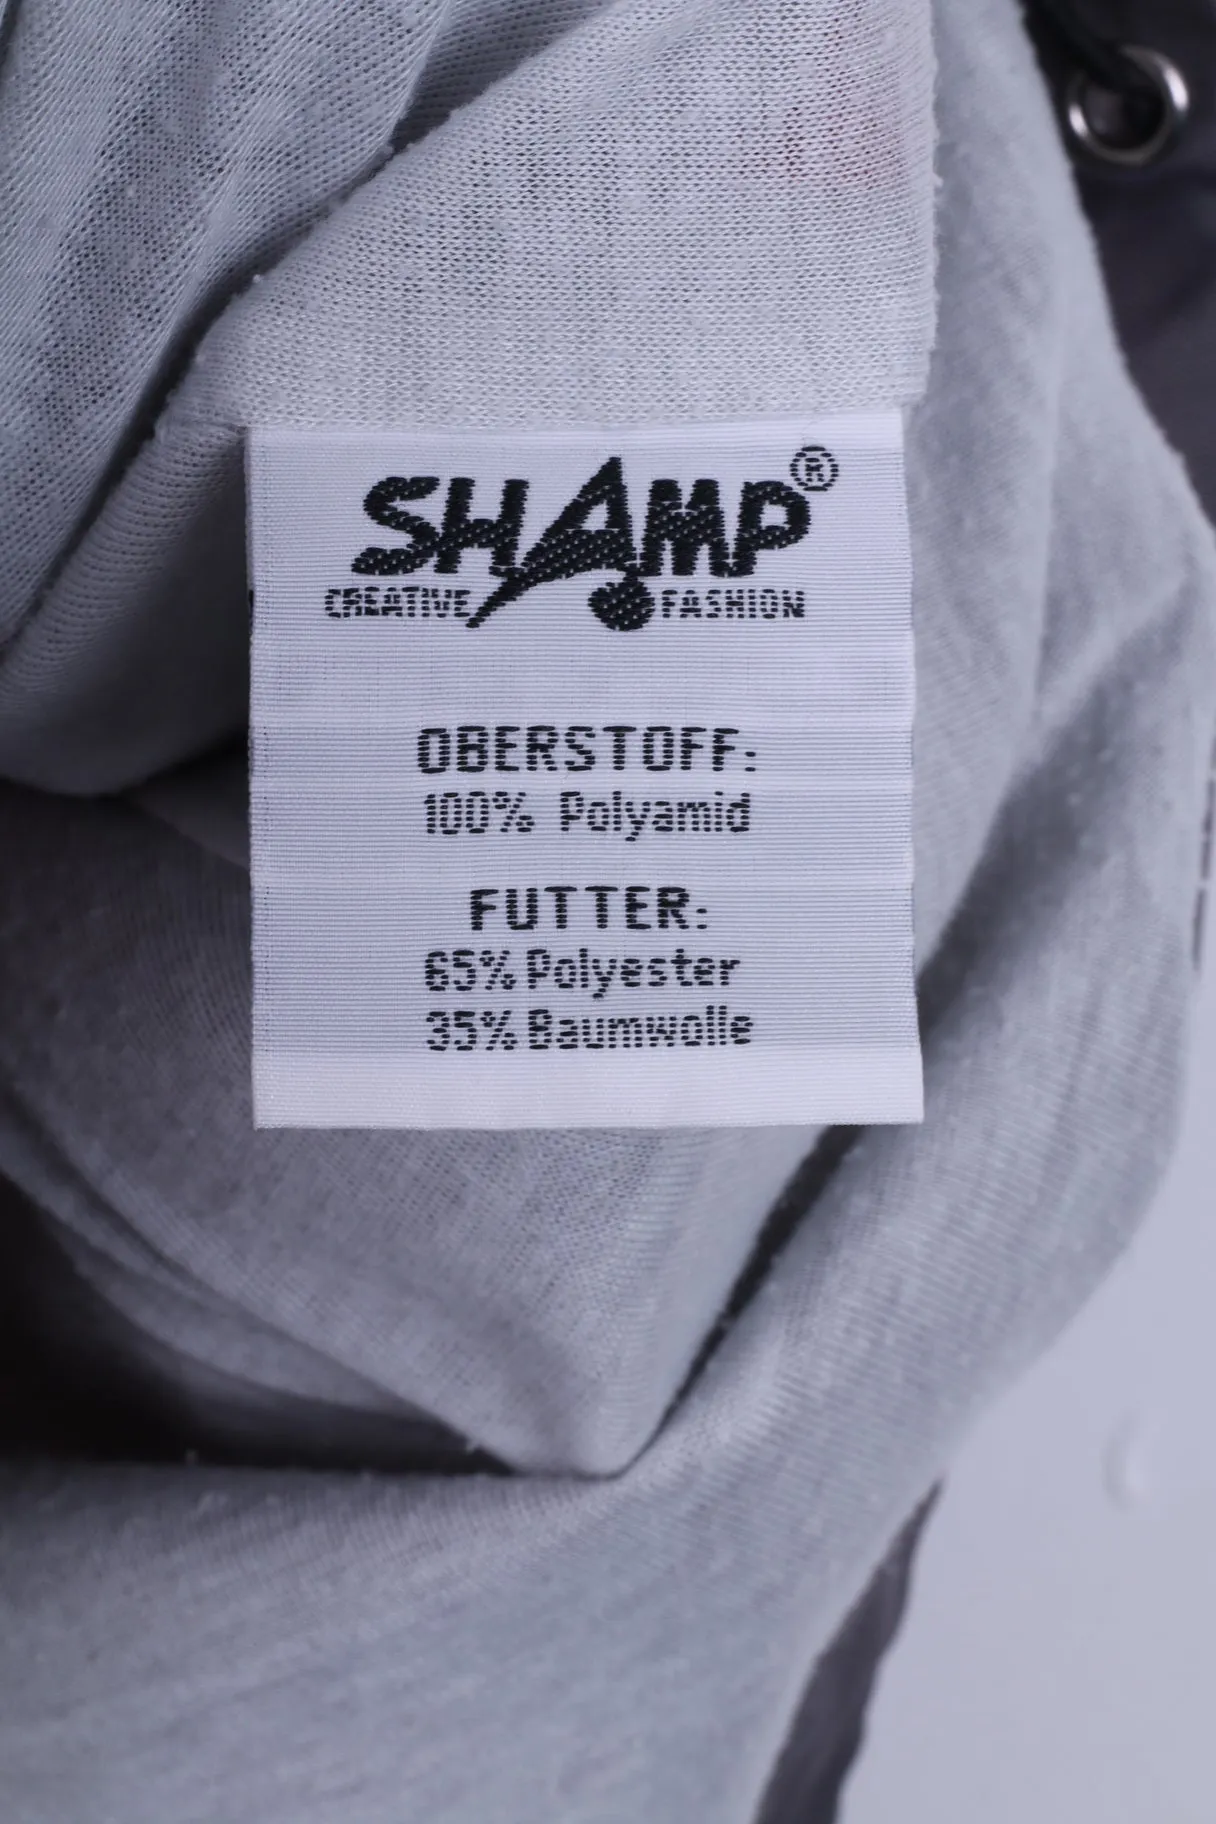 SHAMP®
CREATIVE FASHION
OBERSTOFF:
100% Polyamid
FUTTER:
65% Polyester
35% Baumwolle